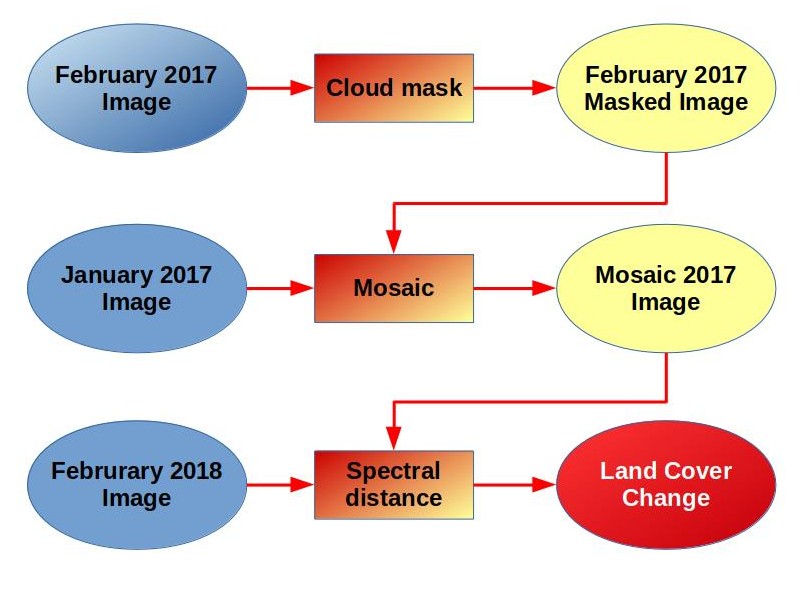 February 2017
Image
Cloud mask
February 2017
Masked Image
January 2017
Image
Mosaic
Mosaic 2017
Image
Februrary 2018
Image
Spectral
distance
Land Cover
Change